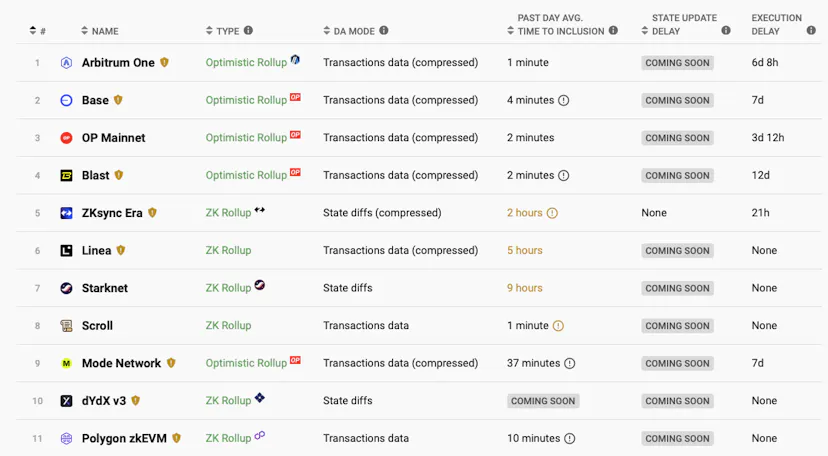 # NAME TYPE DA MODE PAST DAY AVG. TIME TO INCLUSION STATE UPDATE DELAY EXECUTION DELAY
1 Arbitrum One Optimistic Rollup Transactions data (compressed) 1 minute COMING SOON 6d 8h
2 Base Optimistic Rollup OP Transactions data (compressed) 4 minutes COMING SOON 7d
3 OP OP Mainnet Optimistic Rollup OP Transactions data (compressed) 2 minutes COMING SOON 3d 12h
4 Blast Optimistic Rollup OP Transactions data (compressed) 2 minutes COMING SOON 12d
5 ZKsync Era ZK Rollup State diffs (compressed) 2 hours None 21h
6 Linea ZK Rollup Transactions data (compressed) 5 hours COMING SOON None
7 Starknet ZK Rollup State diffs 9 hours COMING SOON None
8 Scroll ZK Rollup Transactions data 1 minute COMING SOON None
9 M Mode Network Optimistic Rollup OP Transactions data (compressed) 37 minutes COMING SOON 7d
10 dYdX v3 ZK Rollup State diffs COMING SOON COMING SOON None
11 Polygon zkEVM ZK Rollup Transactions data 10 minutes COMING SOON None